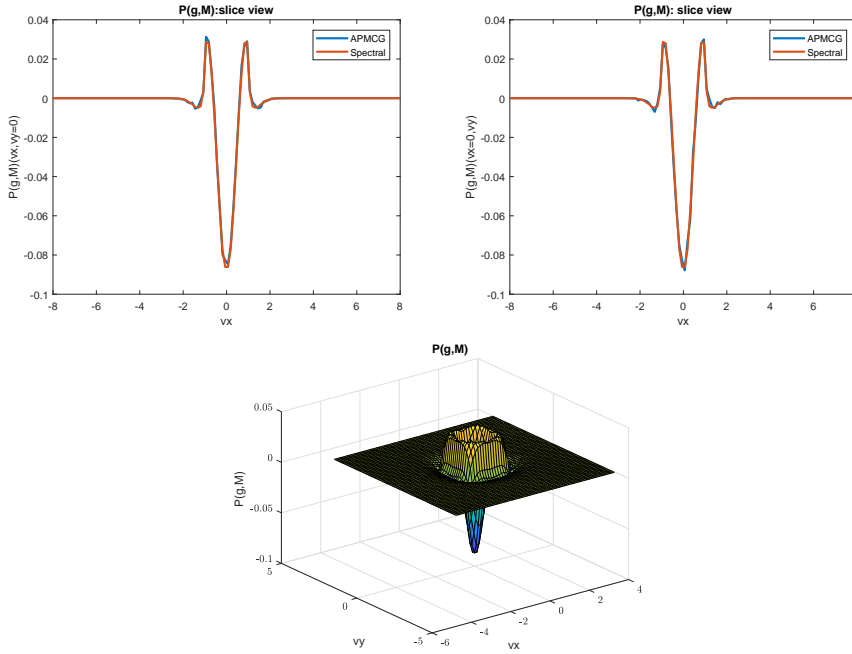 P(g,M):slice view
APMCG
Spectral
0.04
0.02
0
-0.02
-0.04
-0.06
-0.08
-0.1
P(g,M)(vx,vy=0)
-8 -6 -4 -2 0 2 4 6 8
vx
P(g,M): slice view
APMCG
Spectral
0.04
0.02
0
-0.02
-0.04
-0.06
-0.08
-0.1
P(g,M)(vx=0,vy)
-8 -6 -4 -2 0 2 4 6
vx
P(g,M)
0.05
0
-0.05
-0.1
P(g,M)
5
0
-5
vy
-6
-4
-2
0
2
4
vx